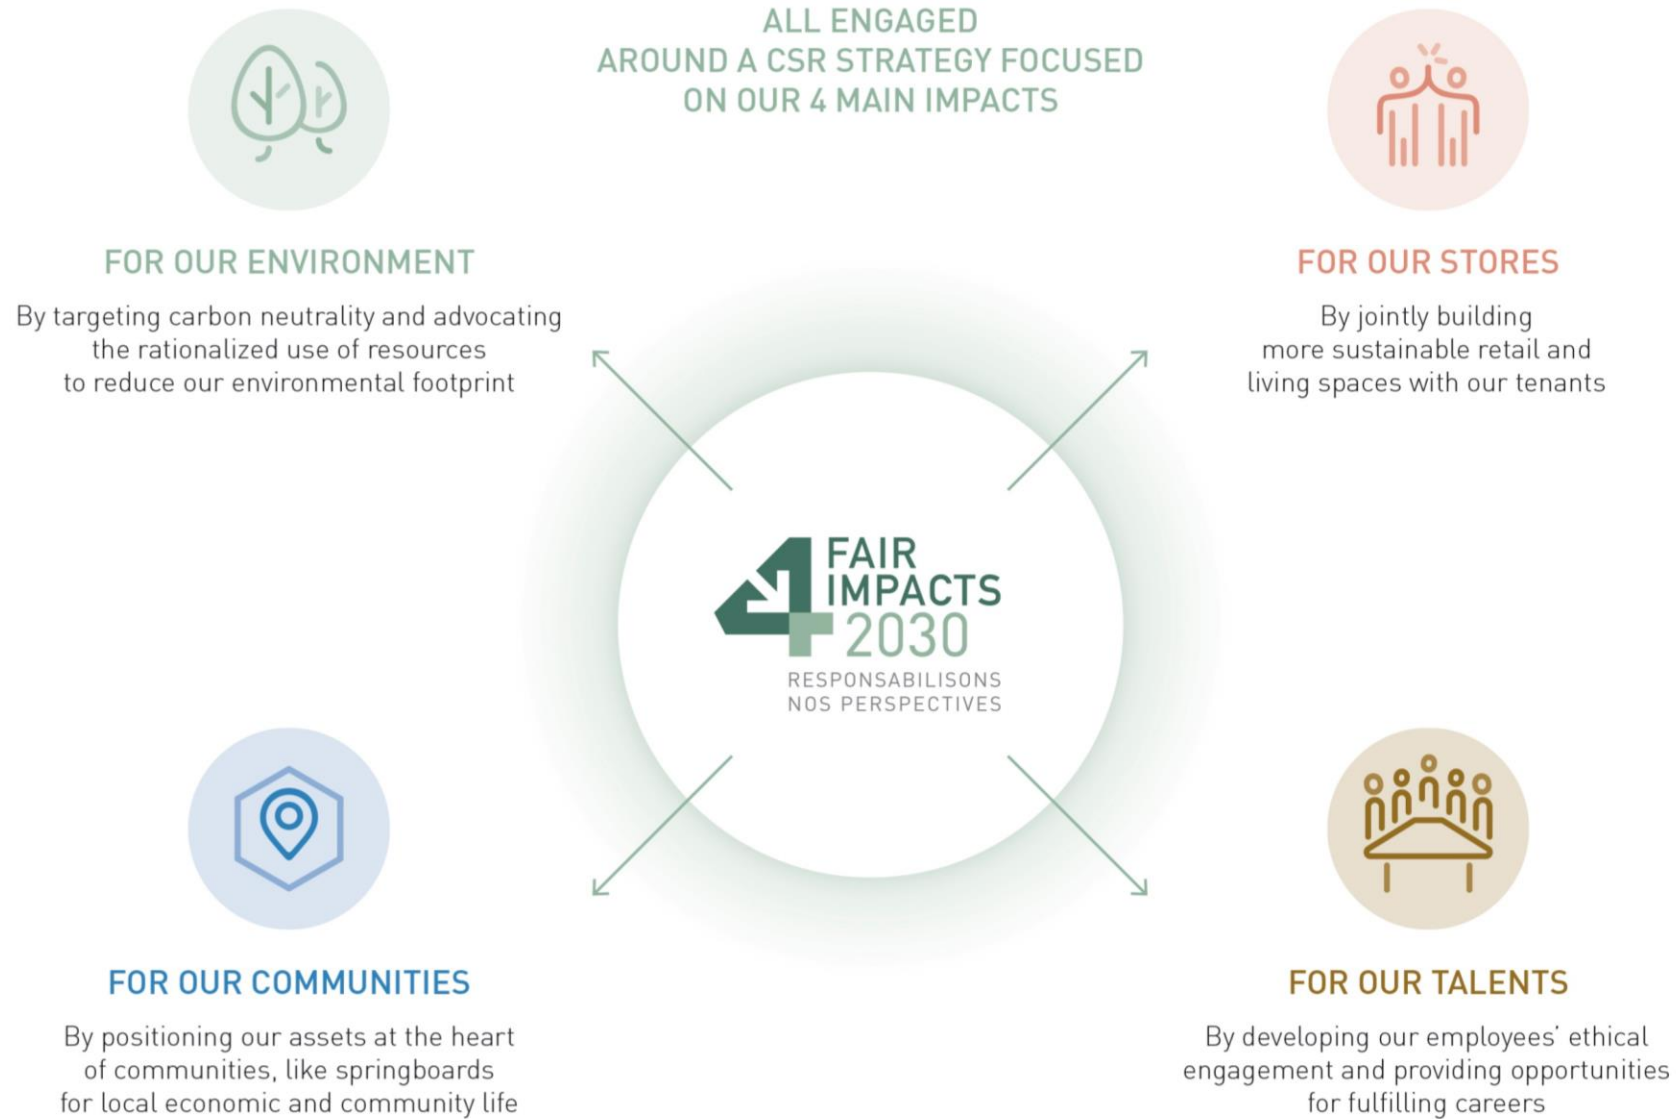 ALL ENGAGED
AROUND A CSR STRATEGY FOCUSED
ON OUR 4 MAIN IMPACTS
FOR OUR ENVIRONMENT
By targeting carbon neutrality and advocating
the rationalized use of resources
to reduce our environmental footprint
FOR OUR STORES
By jointly building
more sustainable retail and
living spaces with our tenants
4 FAIR
IMPACTS
2030
RESPONSABILISONS
NOS PERSPECTIVES
FOR OUR COMMUNITIES
By positioning our assets at the heart
of communities, like springboards
for local economic and community life
FOR OUR TALENTS
By developing our employees’ ethical
engagement and providing opportunities
for fulfilling careers